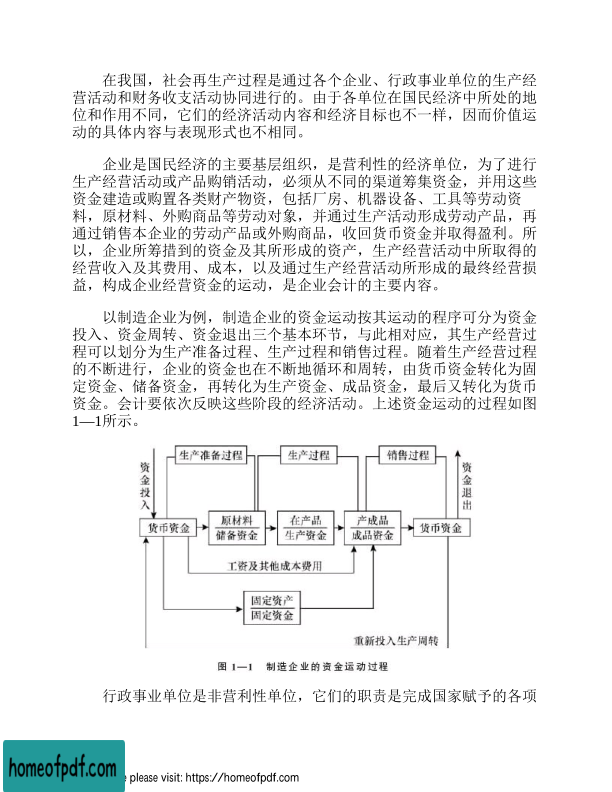 在我国，社会再生产过程是通过各个企业、行政事业单位的生产经
营活动和财务收支活动协同进行的。由于各单位在国民经济中所处的地
位和作用不同，它们的经济活动内容和经济目标也不一样，因而价值运
动的具体内容与表现形式也不相同。
企业是国民经济的主要基层组织，是营利性的经济单位，为了进行
生产经营活动或产品购销活动，必须从不同的渠道筹集资金，并用这些
资金建造或购置各类财产物资，包括厂房、机器设备、工具等劳动资
料，原材料、外购商品等劳动对象，并通过生产活动形成劳动产品，再
通过销售本企业的劳动产品或外购商品，收回货币资金并取得盈利。所
以，企业所筹措到的资金及其所形成的资产，生产经营活动中所取得的
经营收入及其费用、成本，以及通过生产经营活动所形成的最终经营损
益，构成企业经营资金的运动，是企业会计的主要内容。
以制造企业为例，制造企业的资金运动按其运动的程序可分为资金
投入、资金周转、资金退出三个基本环节，与此相对应，其生产经营过
程可以划分为生产准备过程、生产过程和销售过程。随着生产经营过程
的不断进行，企业的资金也在不断地循环和周转，由货币资金转化为固
定资金、储备资金，再转化为生产资金、成品资金，最后又转化为货币
资金。会计要依次反映这些阶段的经济活动。上述资金运动的过程如图
1—1所示。
生产准备过程 生产过程 销售过程
资金投入
资金退出
货币资金 原材料 在产品 产成品 货币资金
储备资金 生产资金 成品资金
工资及其他成本费用
固定资产
固定资金
重新投入生产周转
图 1—1 制造企业的资金运动过程
行政事业单位是非营利性单位，它们的职责是完成国家赋予的各项
homeofpdf.com
e please visit: https://homeofpdf.com